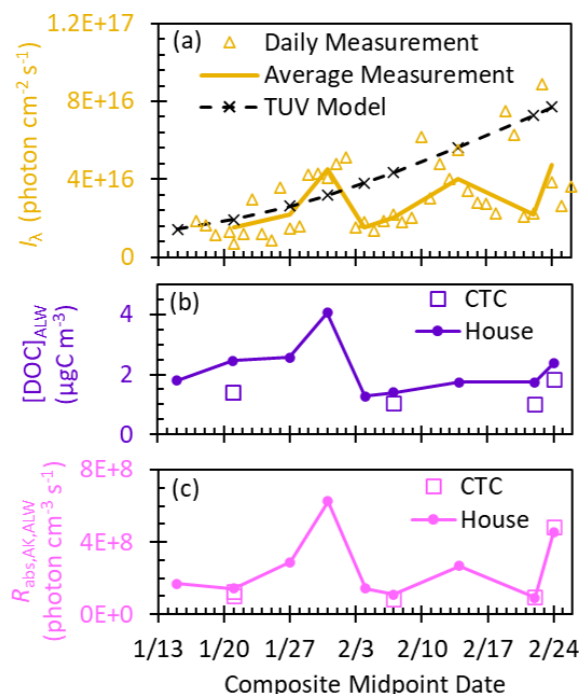 1.2E+17
(a)
Daily Measurement
Average Measurement
TUV Model
8E+16
4E+16
0
Iλ (photon cm-2 s-1)
(b)
CTC
House
4
2
0
[DOC]ALW
(µgC m-3)
8E+8
(c)
CTC
House
4E+8
0E+0
Rabs,AK,ALW
(photon cm-3 s-1)
1/13 1/20 1/27 2/3 2/10 2/17 2/24
Composite Midpoint Date